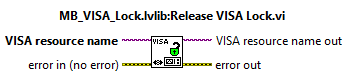 MB_VISA_Lock.lvlib:Release VISA Lock.vi
VISA resource name
VISA
VISA resource name out
error in (no error)
error out